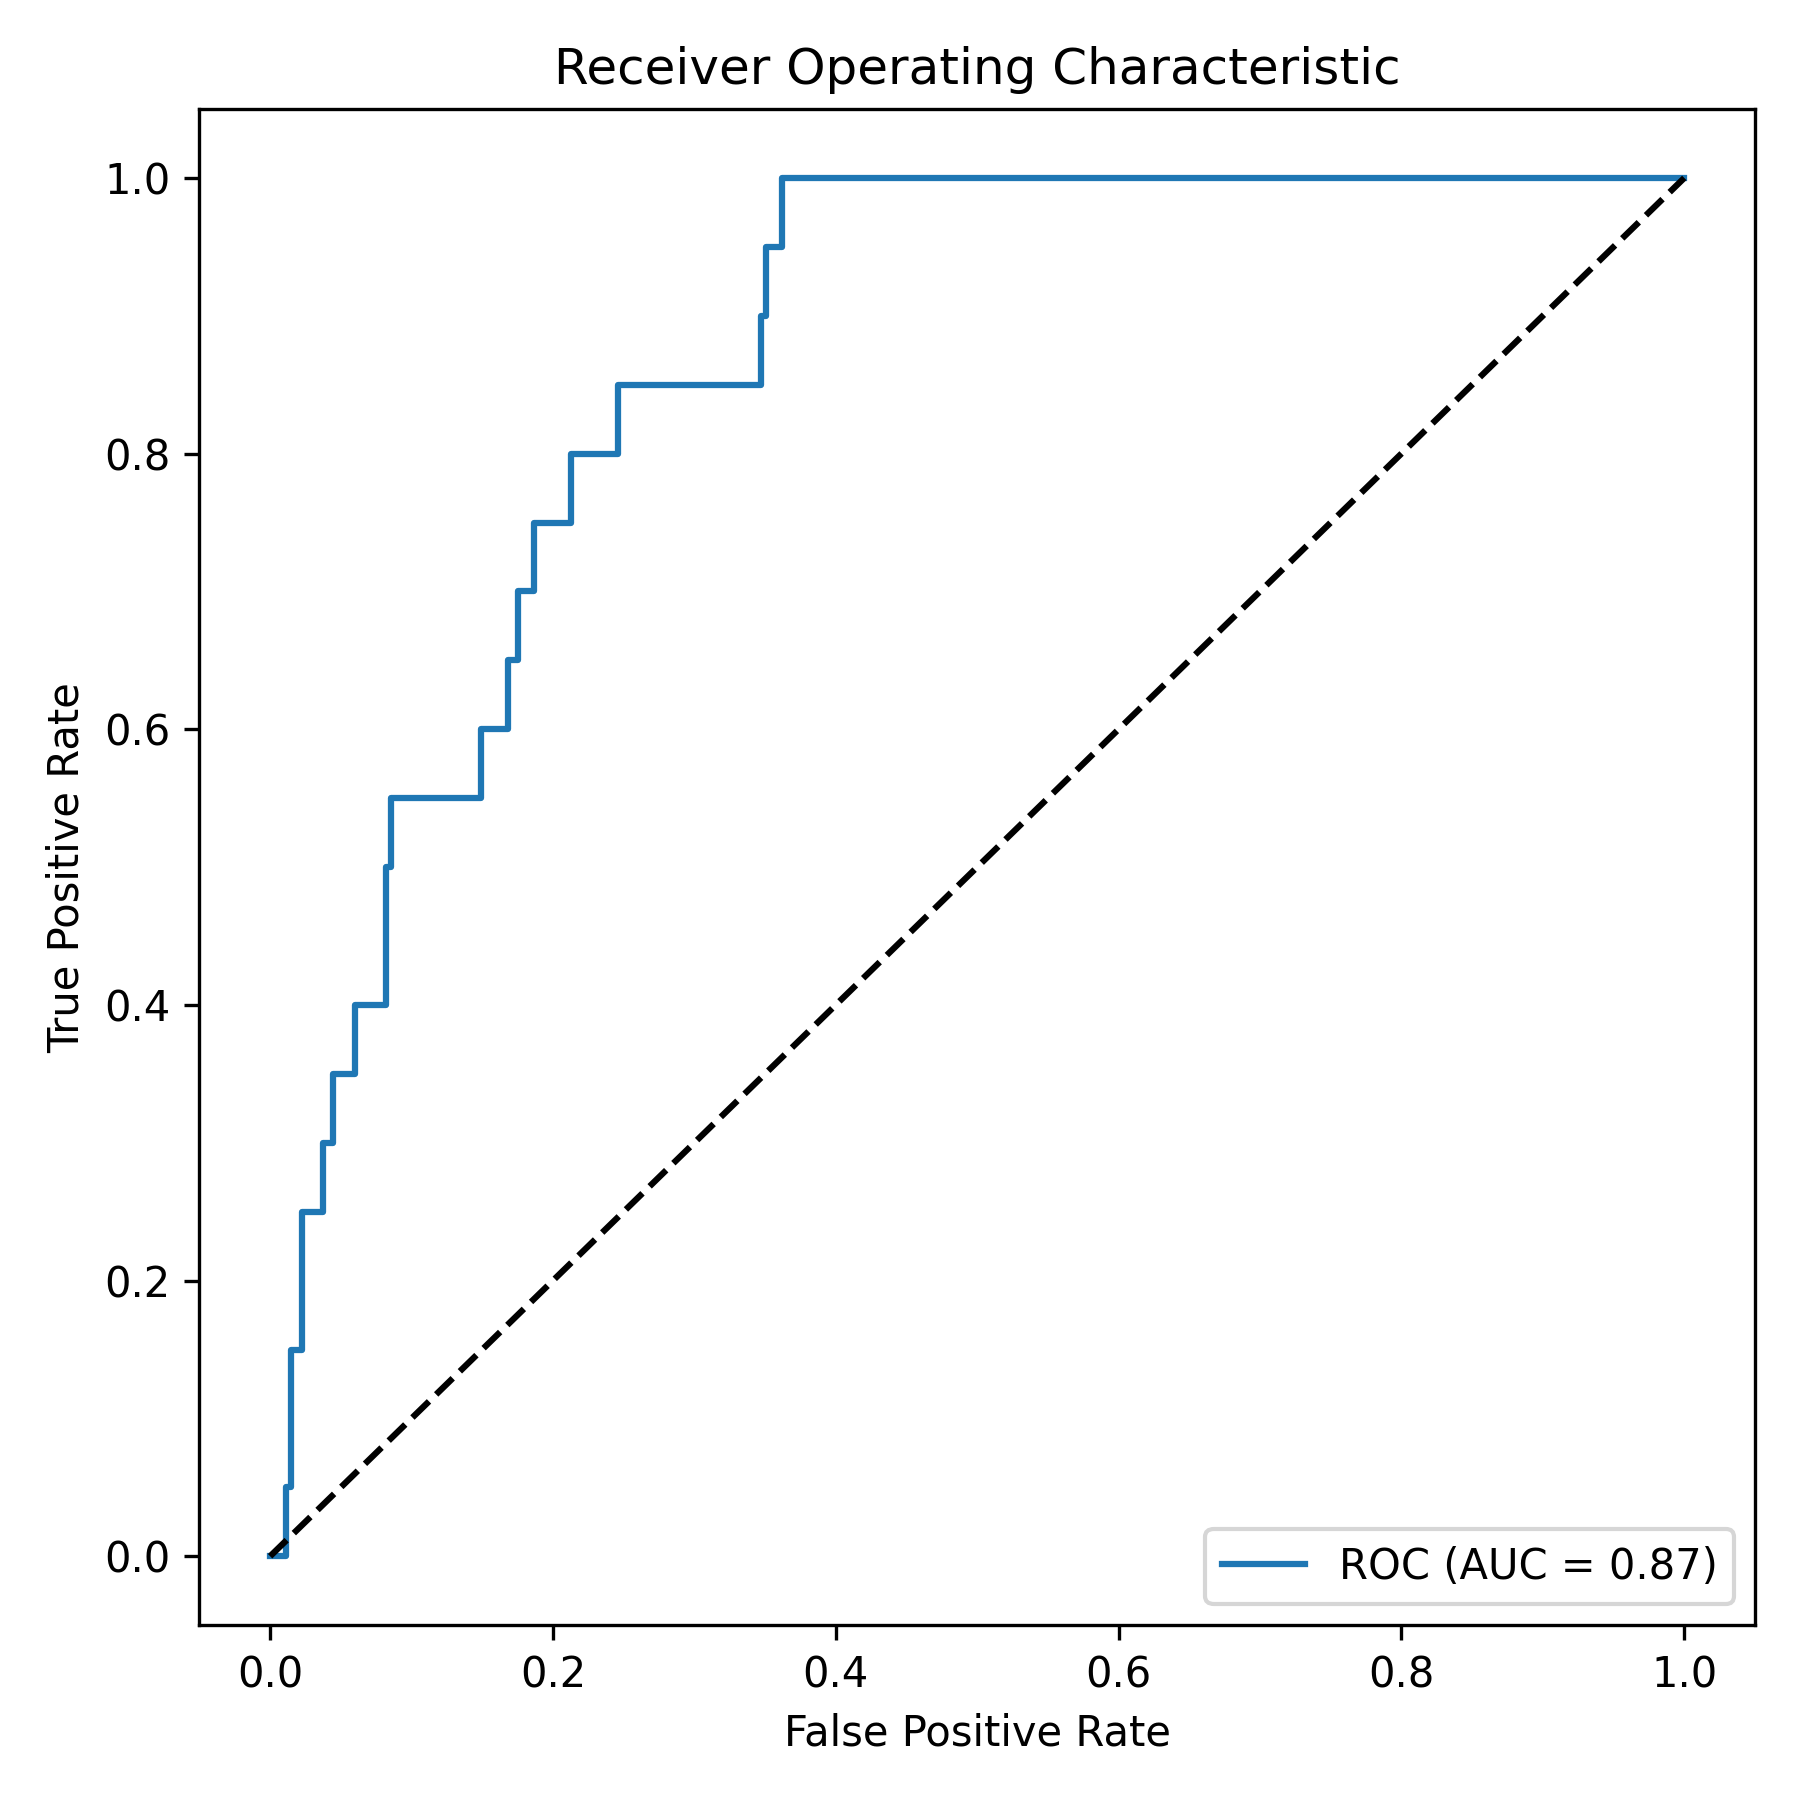 Receiver Operating Characteristic
1.0
0.8
0.6
0.4
0.2
0.0
True Positive Rate
0.0 0.2 0.4 0.6 0.8 1.0
False Positive Rate
ROC (AUC = 0.87)